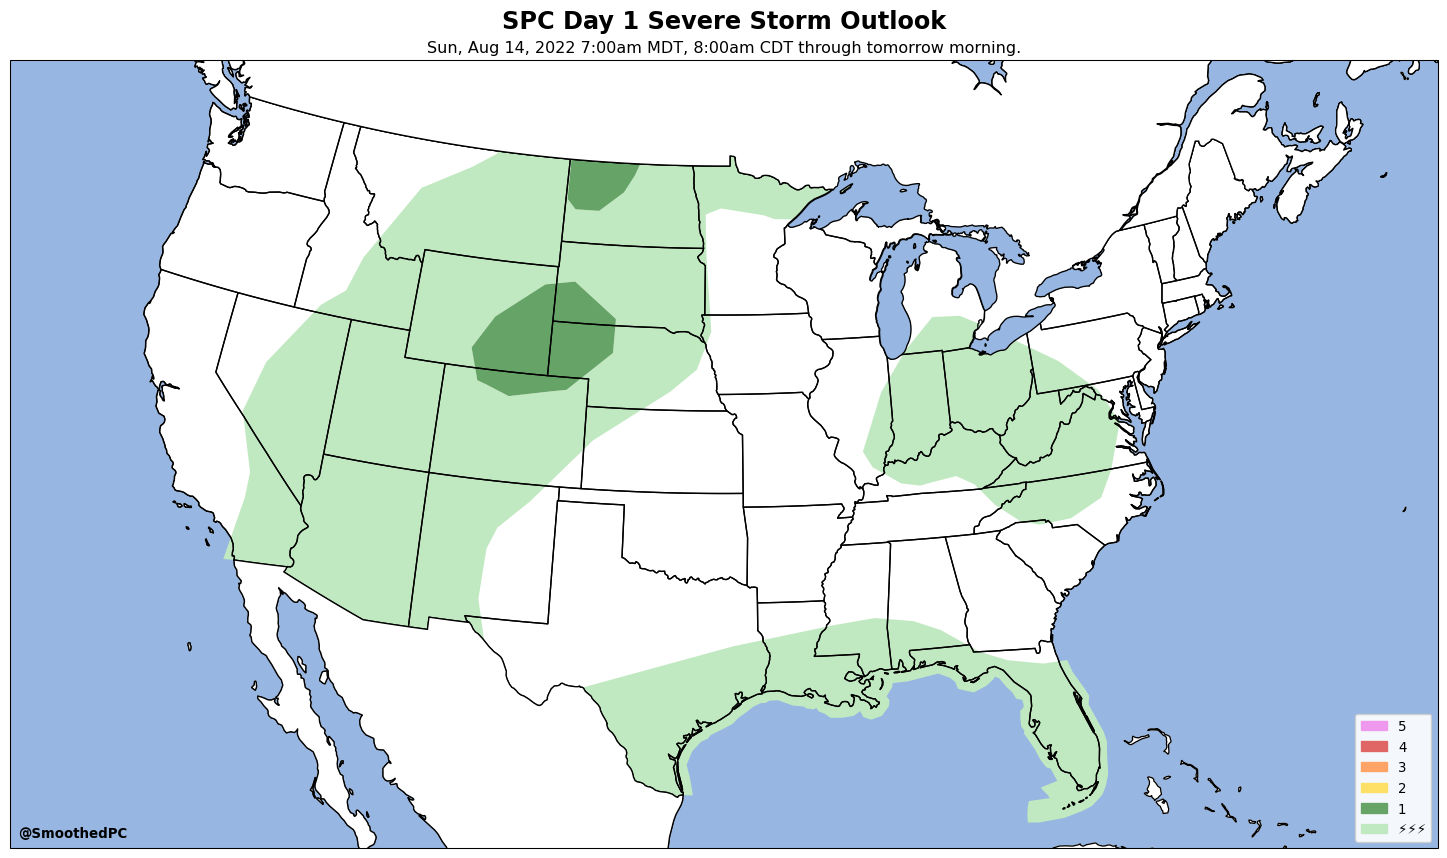 SPC Day 1 Severe Storm Outlook
Sun, Aug 14, 2022 7:00am MDT, 8:00am CDT through tomorrow morning.
5
4
3
2
1
⚡⚡⚡
@SmoothedPC